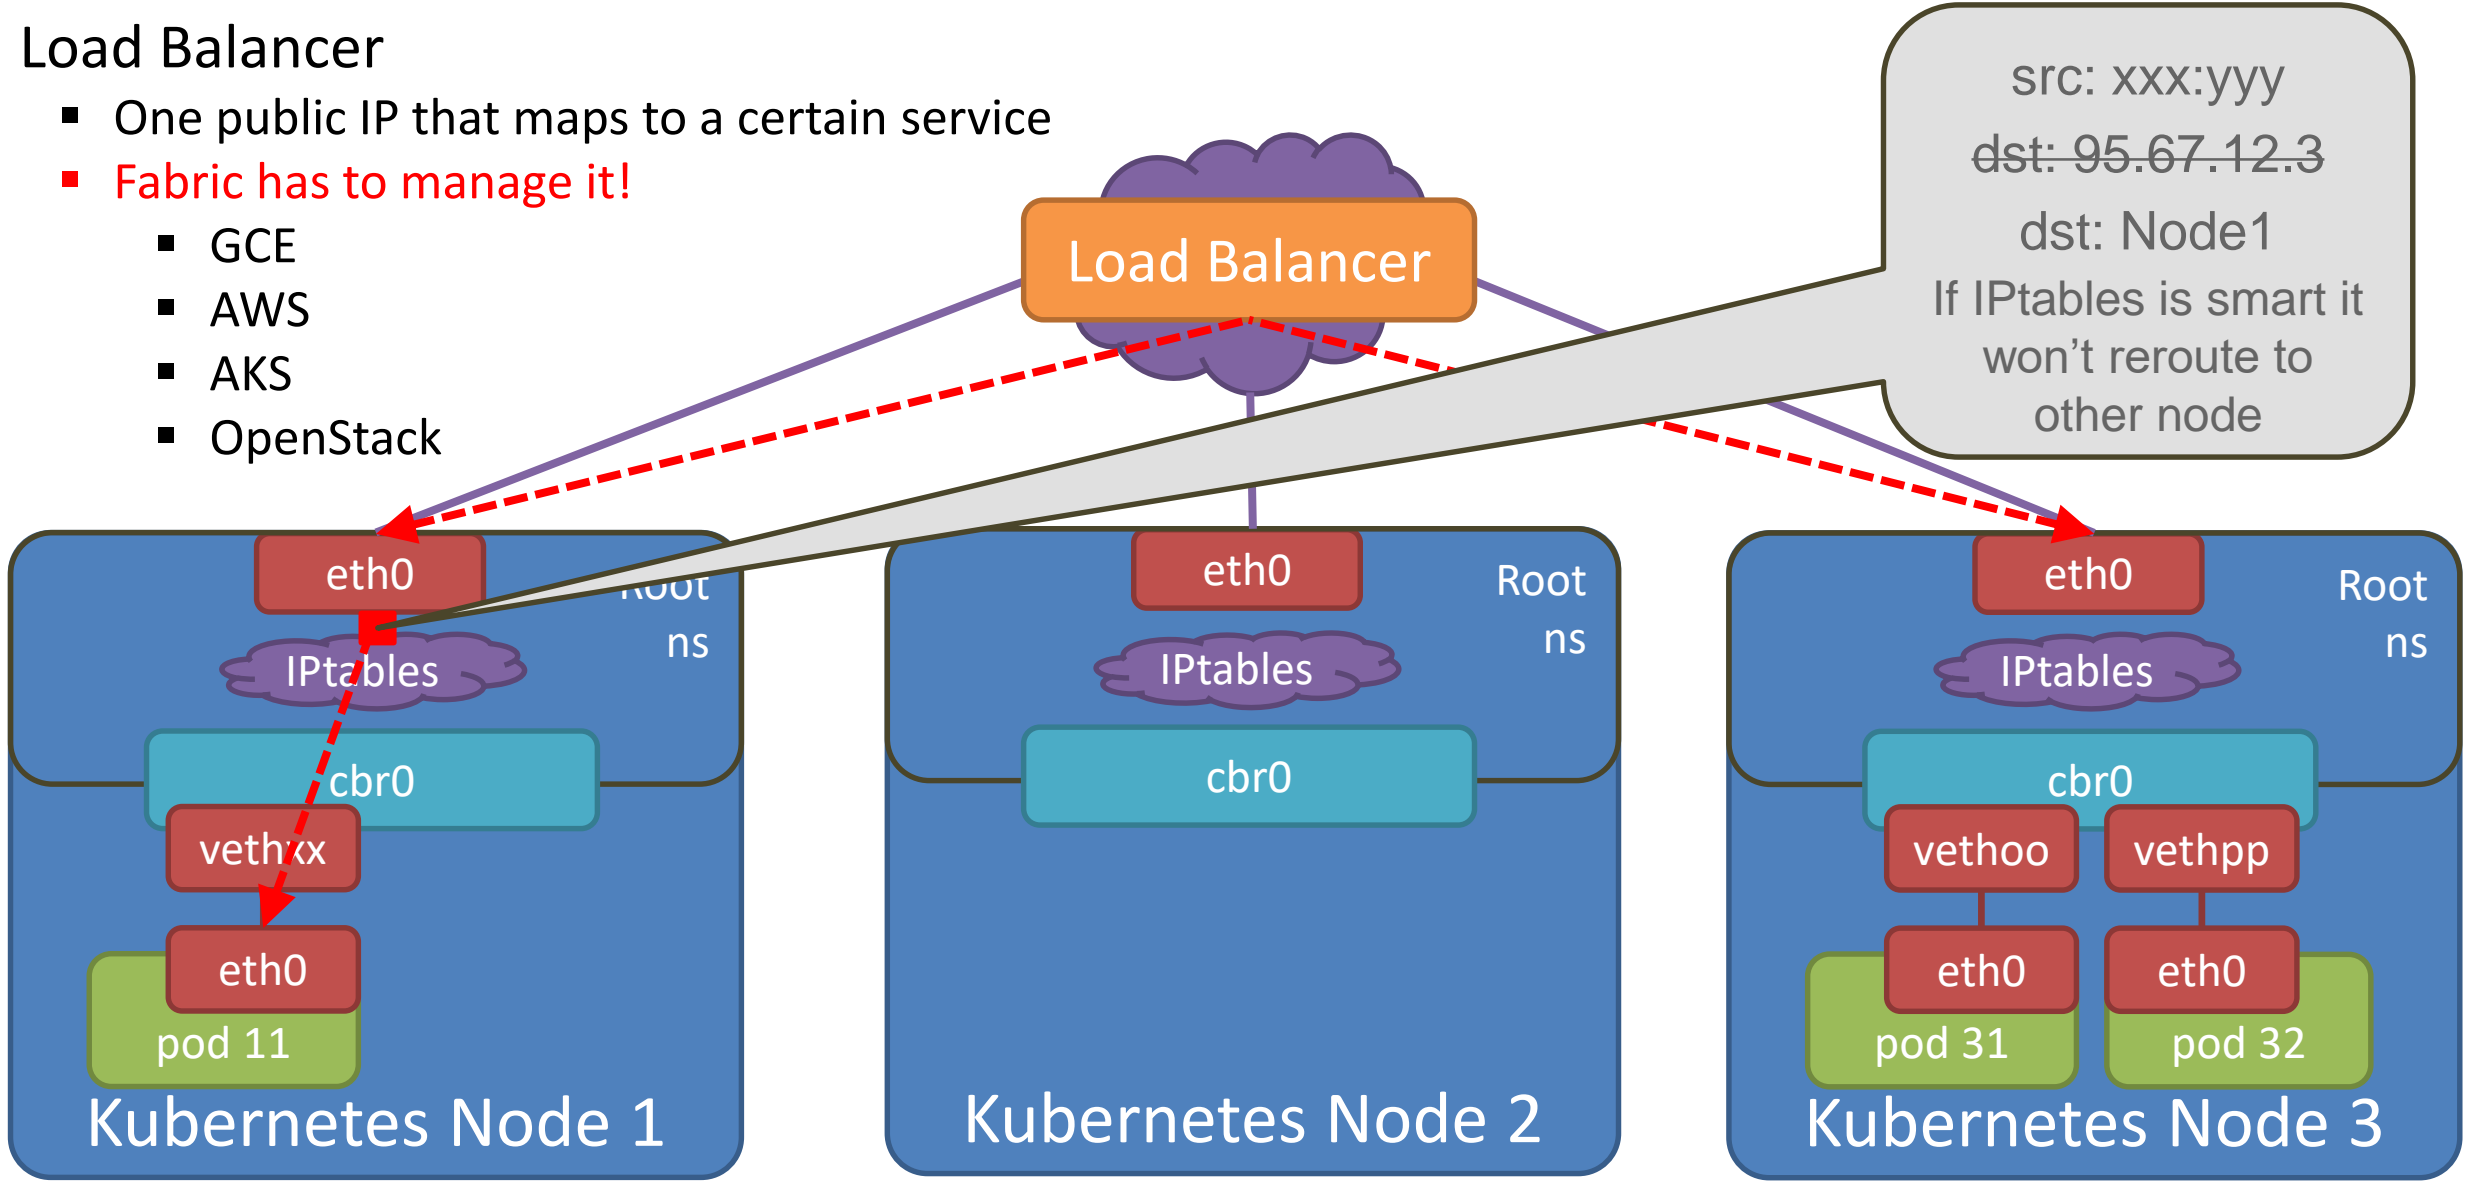 Load Balancer
One public IP that maps to a certain service
Fabric has to manage it!
GCE
AWS
AKS
OpenStack
Load Balancer
src: xxx:yyy
dst: 95.67.12.3
dst: Node1
If IPtables is smart it
won't reroute to
other node
eth0
Root
ns
IPtables
cbr0
vethxx
eth0
pod 11
Kubernetes Node 1
eth0
Root
ns
IPtables
cbr0
Kubernetes Node 2
eth0
Root
ns
IPtables
cbr0
vethoo
vethpp
eth0
eth0
pod 31
pod 32
Kubernetes Node 3